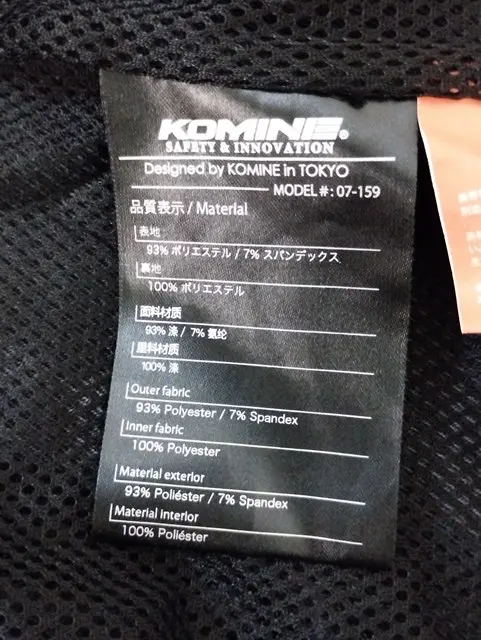 KOMINE®
SAFETY & INNOVATION
Designed by KOMINE in TOKYO
MODEL#: 07-159
品質表示 / Material
表地
93% ポリエステル / 7% スパンデックス
裏地
100% ポリエステル
面料材质
93% 涤 / 7% 氨纶
里料材质
100% 涤
Outer fabric
93% Polyester / 7% Spandex
Inner fabric
100% Polyester
Material exterior
93% Poliéster / 7% Spandex
Material interior
100% Poliéster